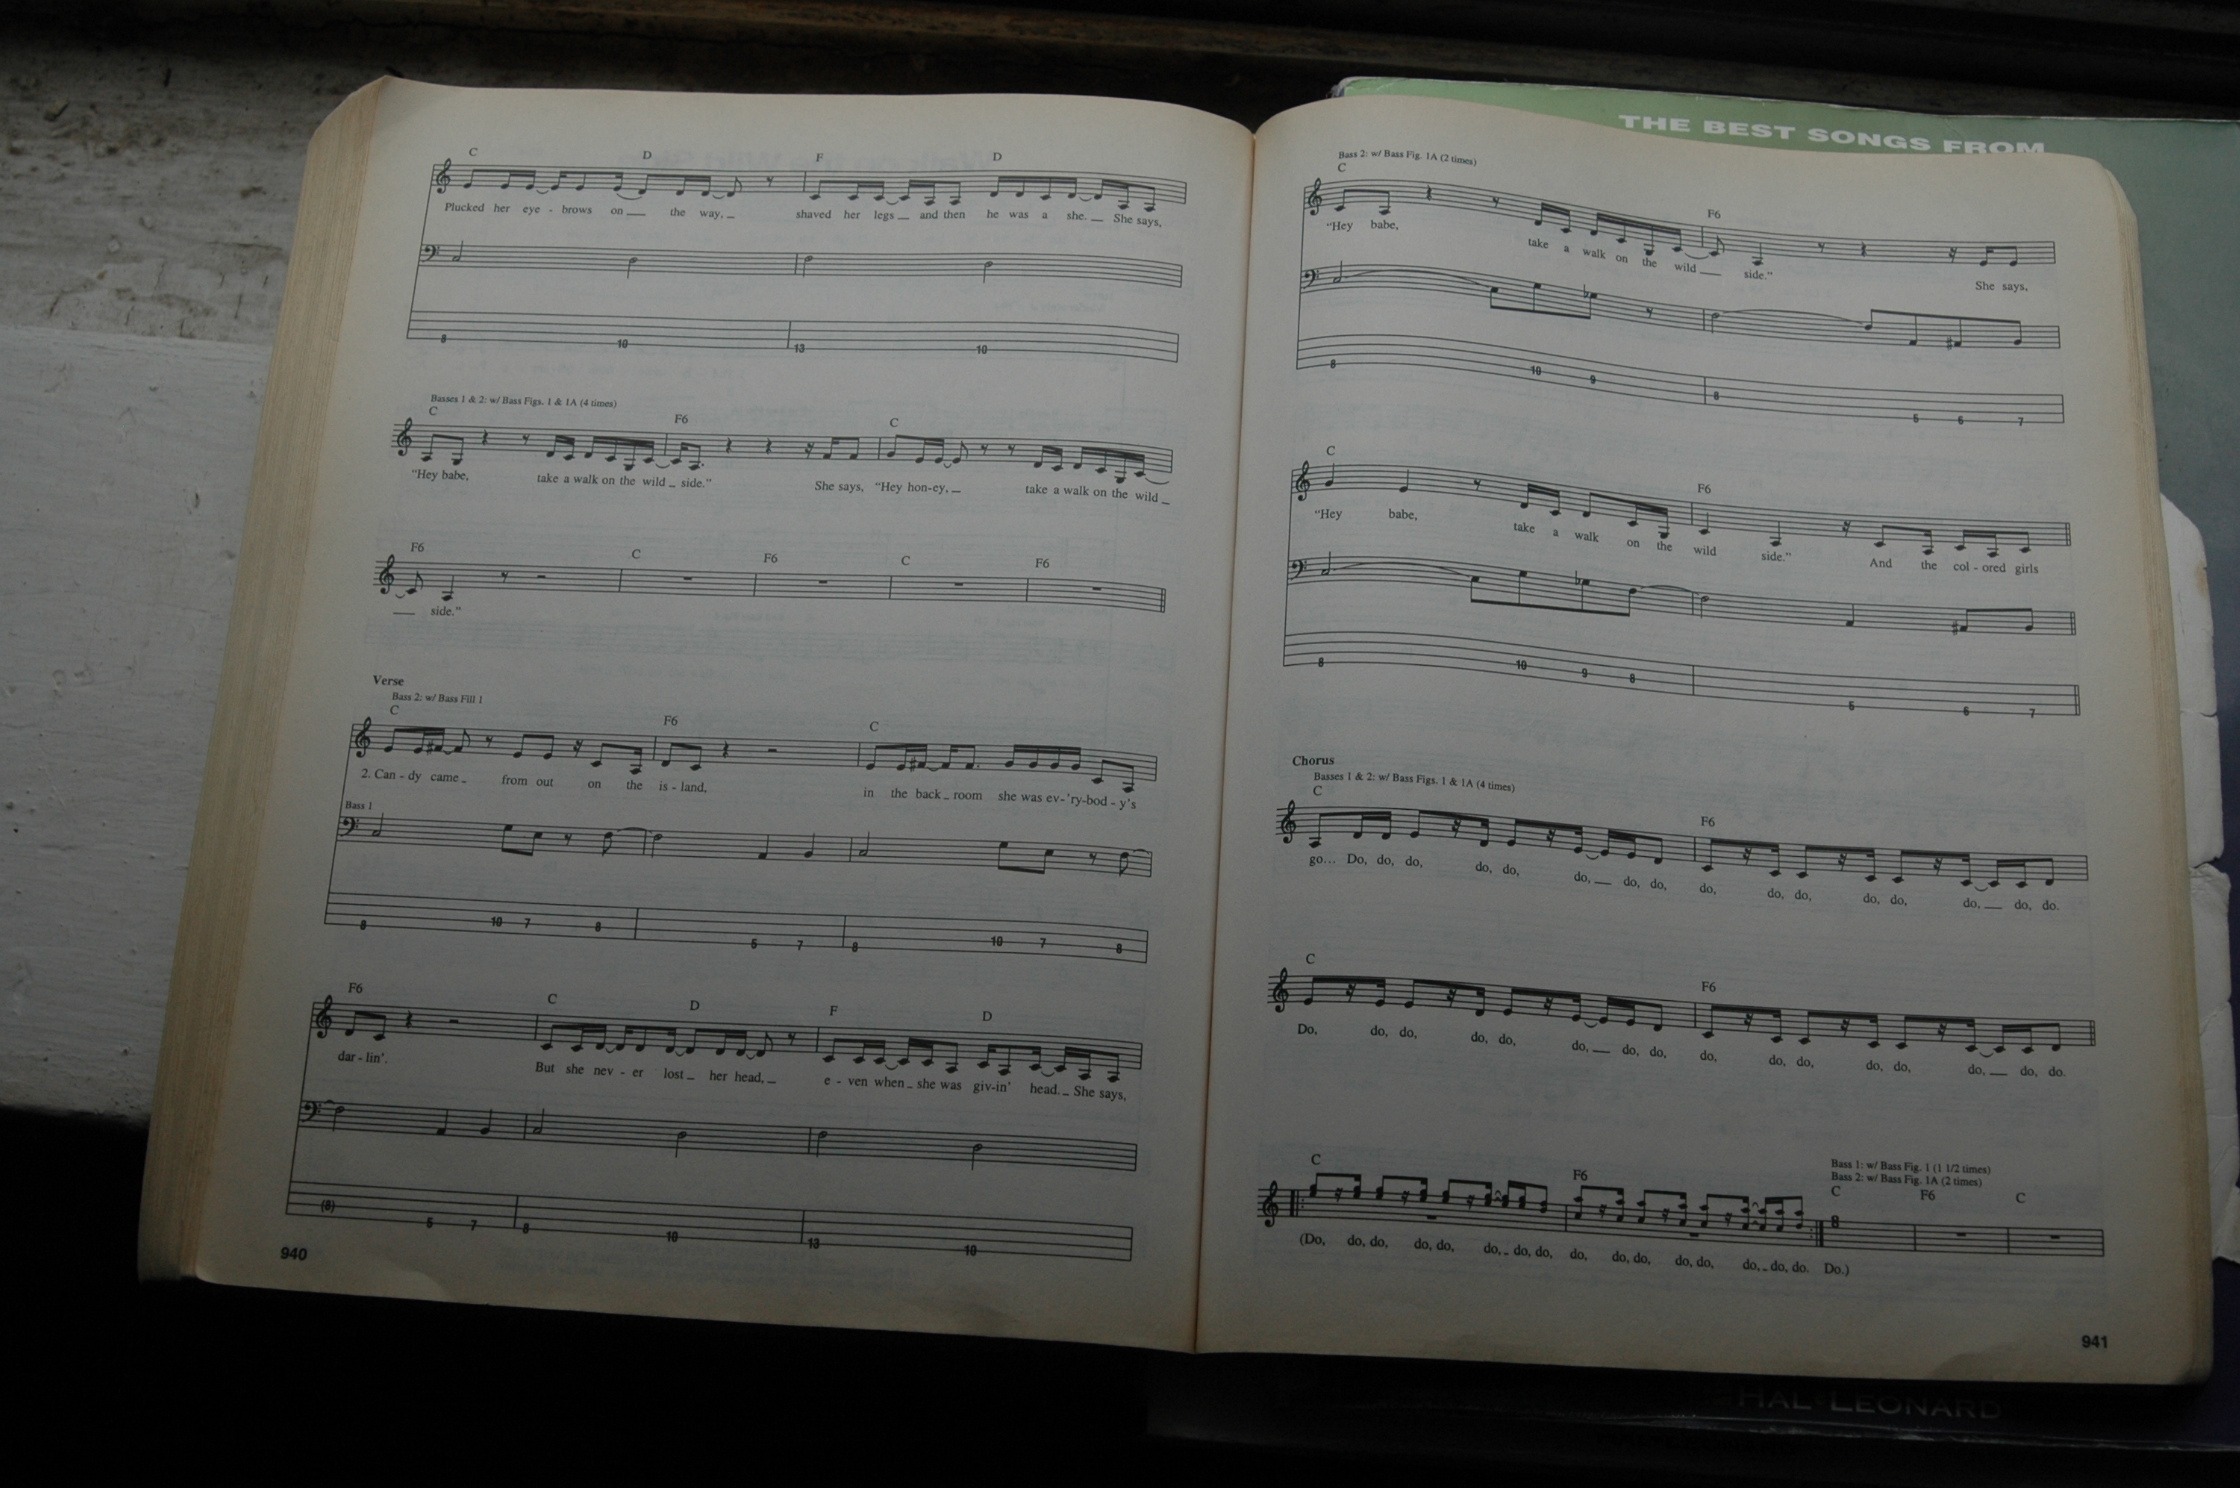 C D F D
Plucked her eye - brows on the way, shaved her legs and then he was a she. She says,
8 10 13 10
Basses 1 & 2: w/ Bass Figs. 1 & 1A (4 times)
C F6 C
"Hey babe, take a walk on the wild side." She says, "Hey hon-ey, take a walk on the wild
F6 C F6 C F6
side."
Verse
Bass 2: w/ Bass Fill 1
C F6 C
2. Can - dy came from out on the is - land, in the back room she was ev-'ry-bod - y's
Bass 1
8 10 7 8 5 7 8 10 7 8
F6 C D F D
dar - lin'. But she nev - er lost her head, e - ven when she was giv-in' head. She says,
(8) 5 7 8 10 13 10
940
THE BEST SONGS FROM
Bass 2: w/ Bass Fig. 1A (2 times)
C F6
"Hey babe, take a walk on the wild side." She says,
8 10 9 8 5 6 7
C F6
"Hey babe, take a walk on the wild side." And the col - ored girls
8 10 9 8 5 6 7
Chorus
Basses 1 & 2: w/ Bass Figs. 1 & 1A (4 times)
C F6
go... Do, do, do, do, do, do, do, do, do, do, do, do, do, do, do, do.
C F6
Do, do, do, do, do, do, do, do, do, do, do, do, do, do, do, do.
Bass 1: w/ Bass Fig. 1 (1 1/2 times)
Bass 2: w/ Bass Fig. 1A (2 times)
C F6 C F6 C
8
(Do, do, do, do, do, do, do, do, do, do, do, do, do, do, do, do. Do.)
941
HAL LEONARD